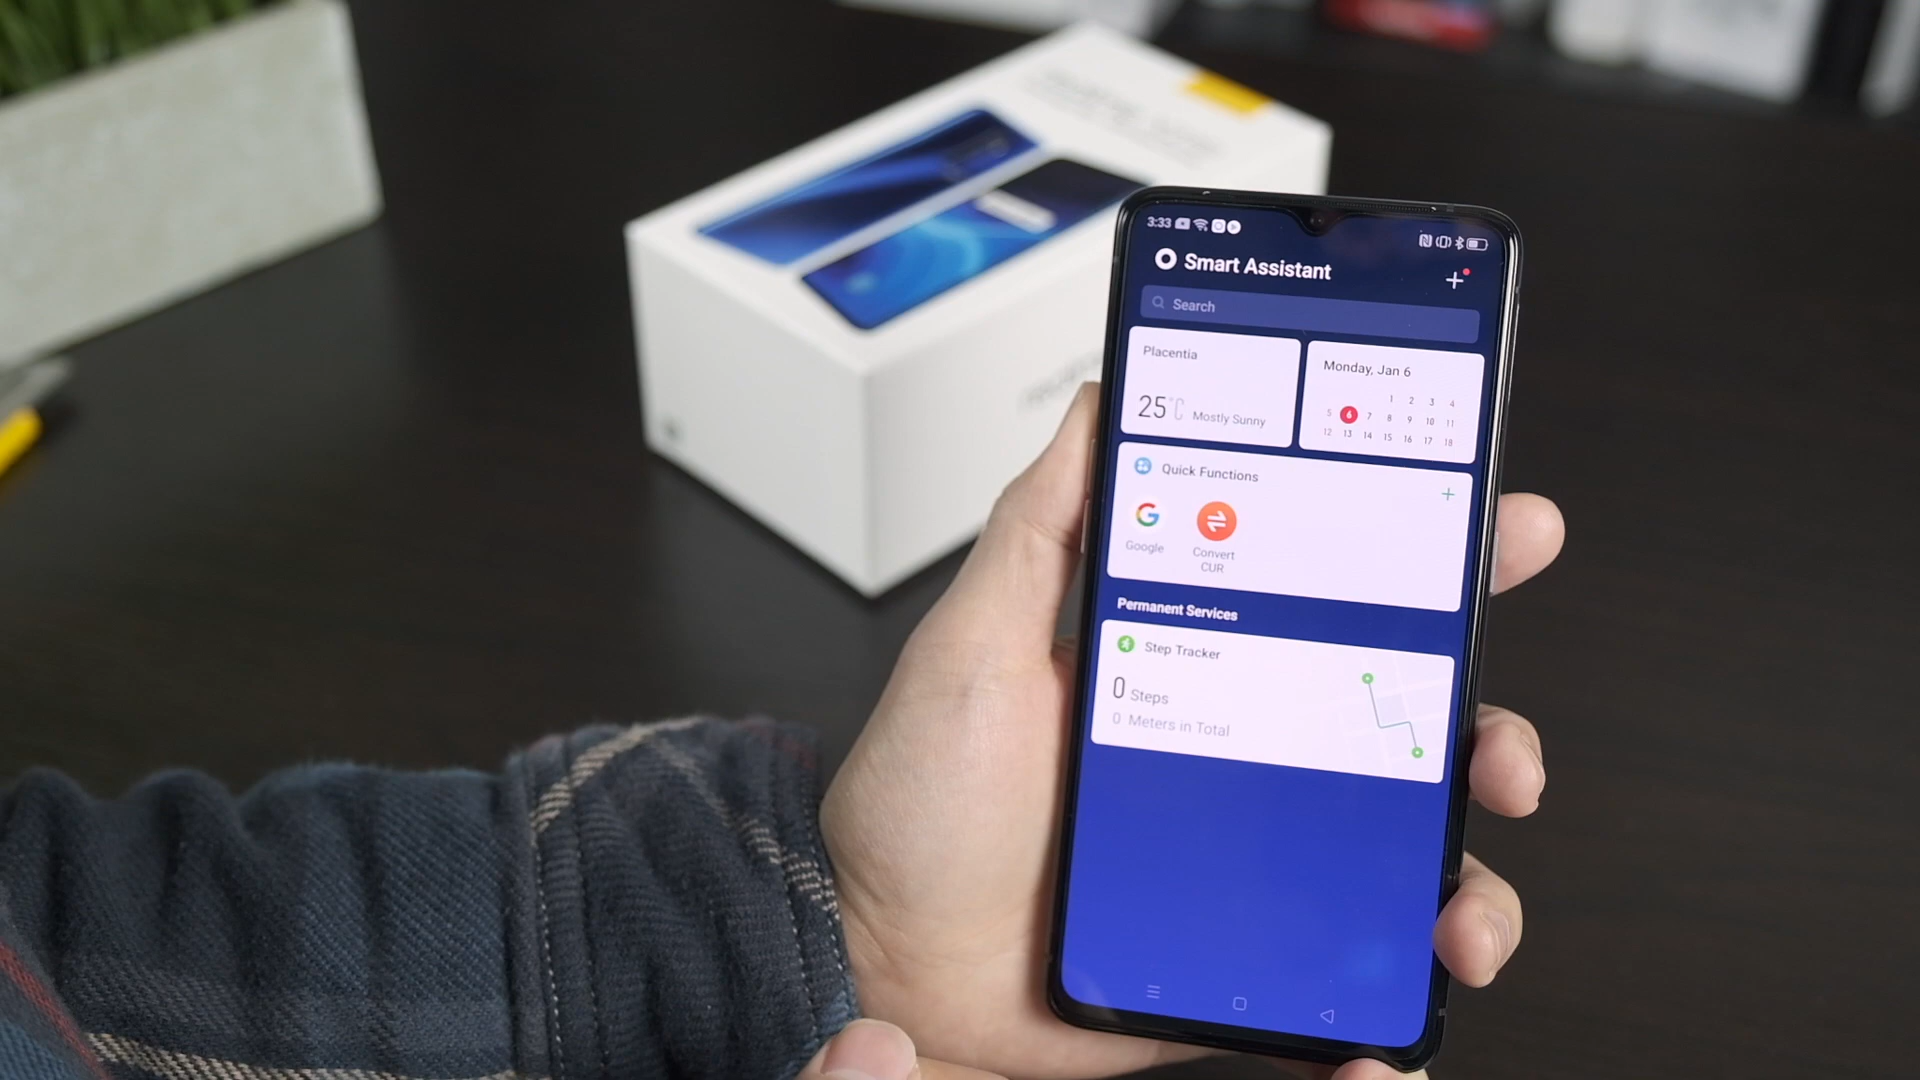 3:33
Smart Assistant
Search
Placentia
25°C Mostly Sunny
Monday, Jan 6
1 2 3 4
5 6 7 8 9 10 11
12 13 14 15 16 17 18
Quick Functions
Google
Convert
CUR
Permanent Services
Step Tracker
0 Steps
0 Meters in Total